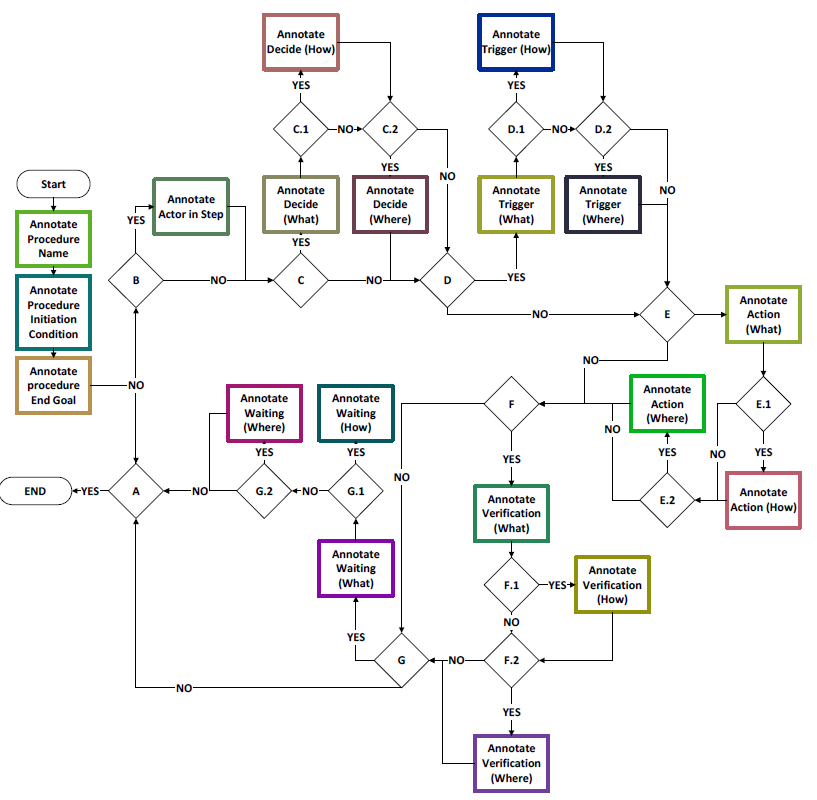 Annotate
Decide (How)
Annotate
Trigger (How)
YES
YES
C.1
NO
C.2
D.1
NO
D.2
YES
YES
NO
NO
Start
Annotate
Actor in Step
Annotate
Decide
(What)
Annotate
Decide
(Where)
Annotate
Trigger
(What)
Annotate
Trigger
(Where)
YES
Annotate
Procedure
Name
YES
B
NO
C
NO
D
YES
Annotate
Procedure
Initiation
Condition
NO
E
Annotate
Action
(What)
Annotate
procedure
End Goal
NO
NO
Annotate
Waiting
(Where)
Annotate
Waiting
(How)
F
Annotate
Action
(Where)
E.1
NO
YES
YES
YES
YES
NO
YES
NO
END
YES
A
NO
G.2
NO
G.1
Annotate
Verification
(What)
E.2
Annotate
Action (How)
Annotate
Waiting
(What)
F.1
YES
Annotate
Verification
(How)
YES
NO
G
NO
F.2
NO
YES
Annotate
Verification
(Where)